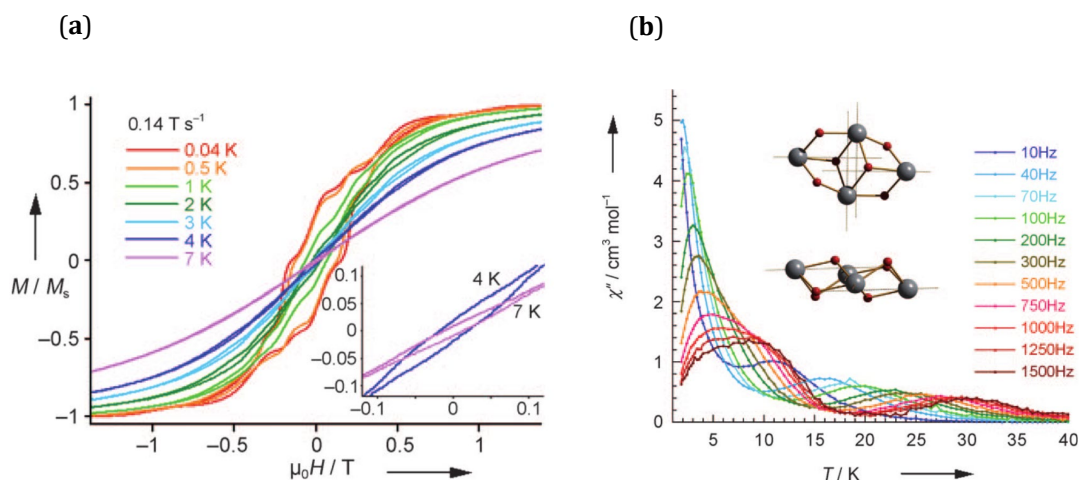 (a)
(b)
0.14 T s⁻¹
0.04 K
0.5 K
1 K
2 K
3 K
4 K
7 K
M / Mₛ
1
0.5
0
−0.5
−1
−1
−0.5
0
0.5
1
μ₀H / T
0.10
0.05
0
−0.05
−0.1
−0.1
0
0.1
4 K
7 K
χ″ / cm³ mol⁻¹
5
4
3
2
1
0
5
10
15
20
25
30
35
40
T / K
10Hz
40Hz
70Hz
100Hz
200Hz
300Hz
500Hz
750Hz
1000Hz
1250Hz
1500Hz